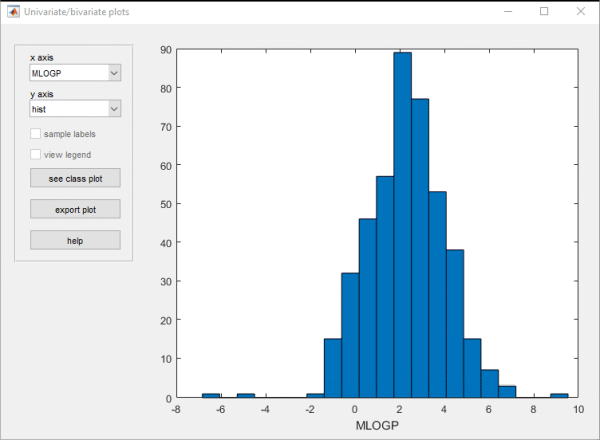 Univariate/bivariate plots
x axis
MLOGP
y axis
hist
sample labels
view legend
see class plot
export plot
help
90
80
70
60
50
40
30
20
10
0
-8 -6 -4 -2 0 2 4 6 8 10
MLOGP